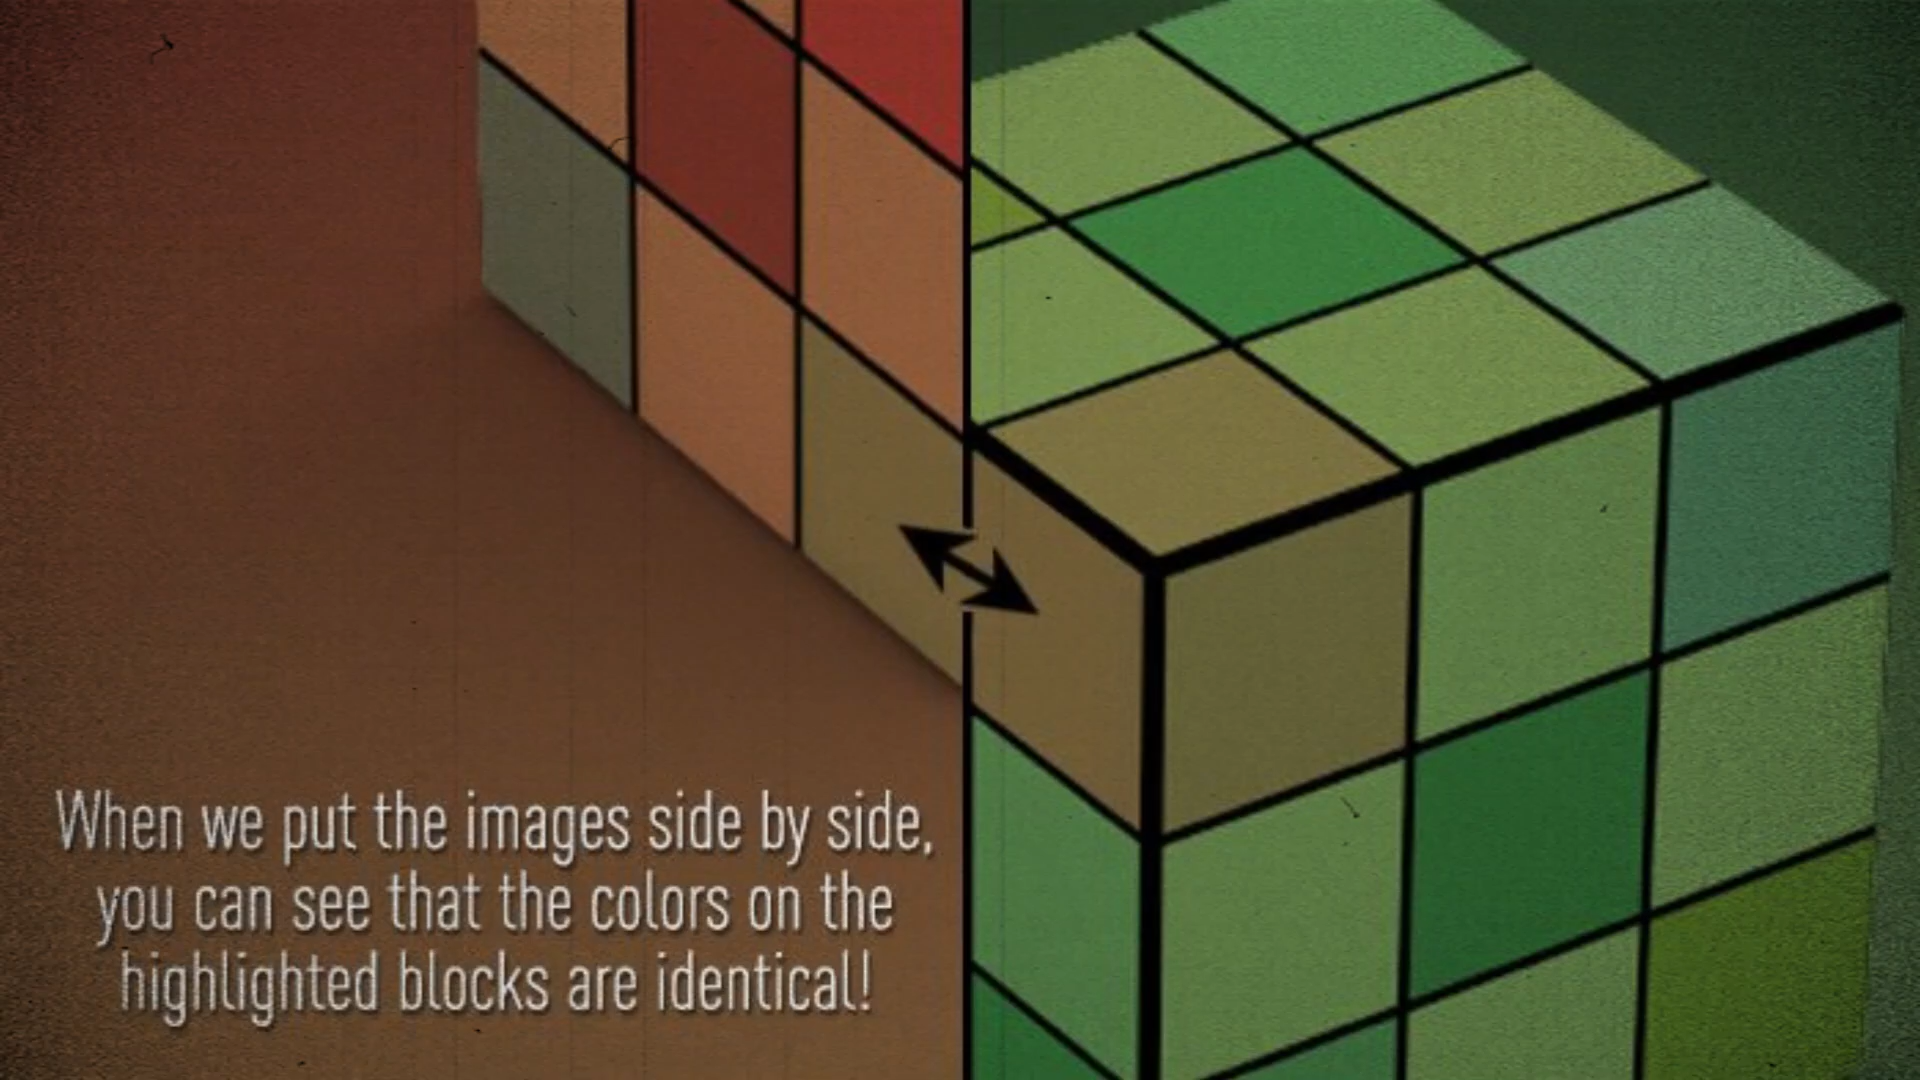 When we put the images side by side,
you can see that the colors on the
highlighted blocks are identical!